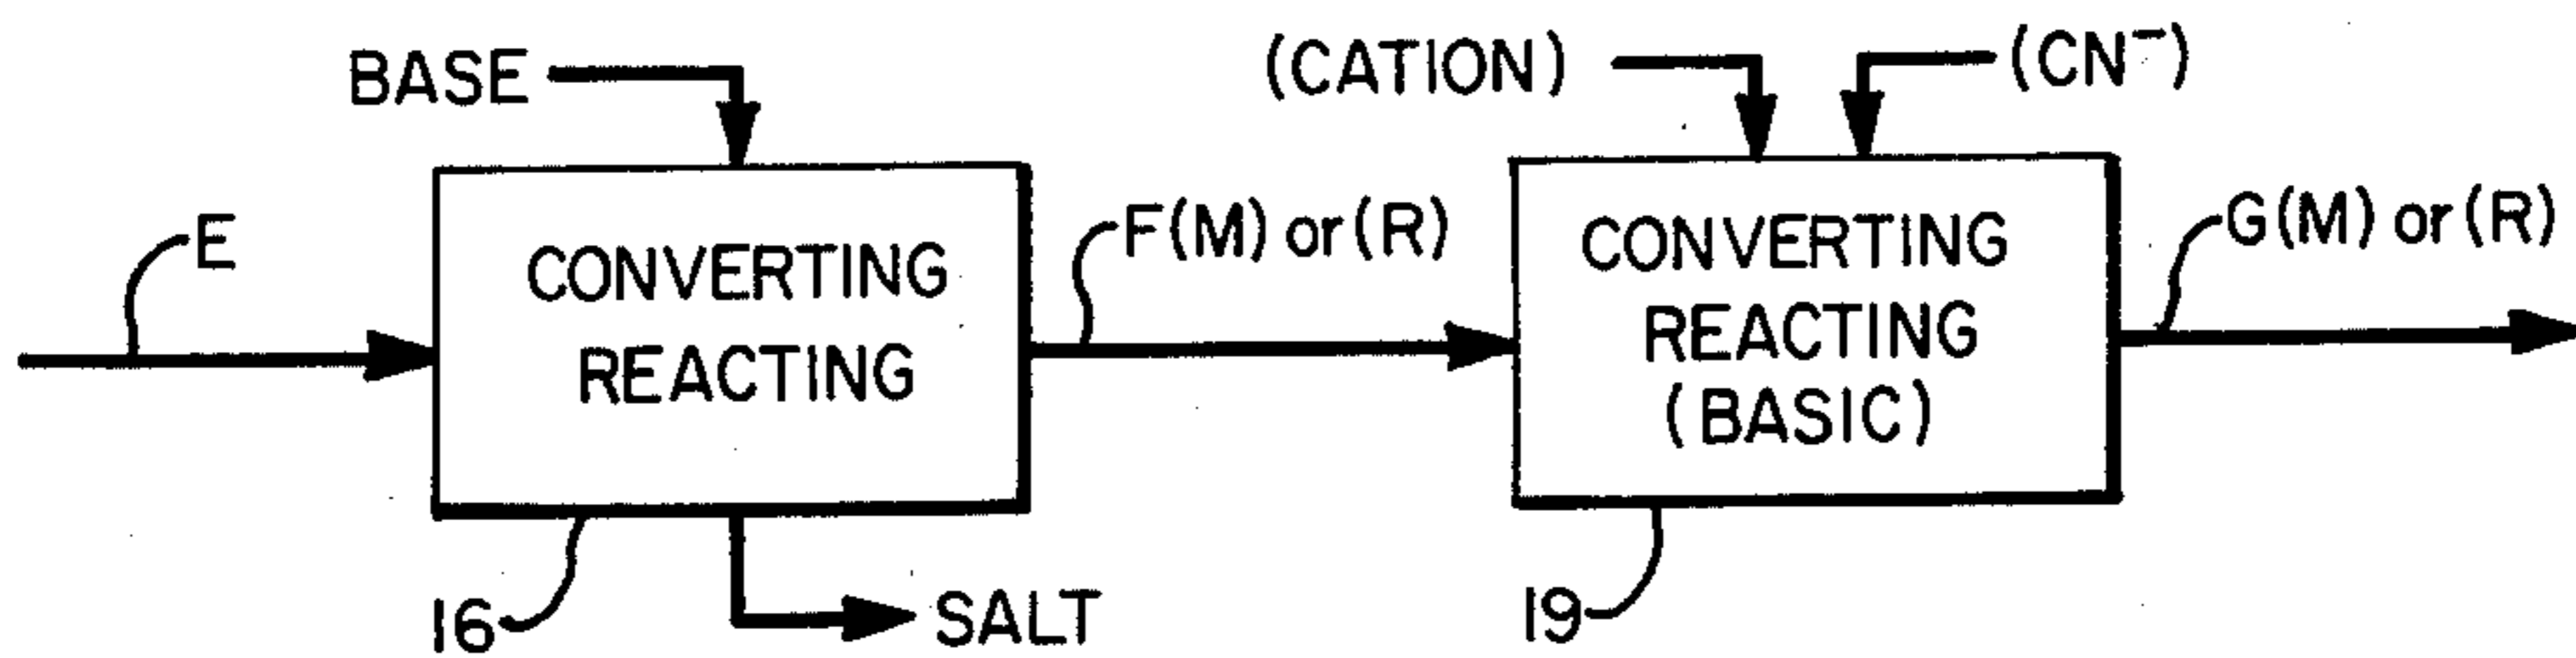 BASE
(CATION)
(CN⁻)
E
CONVERTING
REACTING
F(M) or (R)
CONVERTING
REACTING
(BASIC)
G(M) or (R)
16
SALT
19